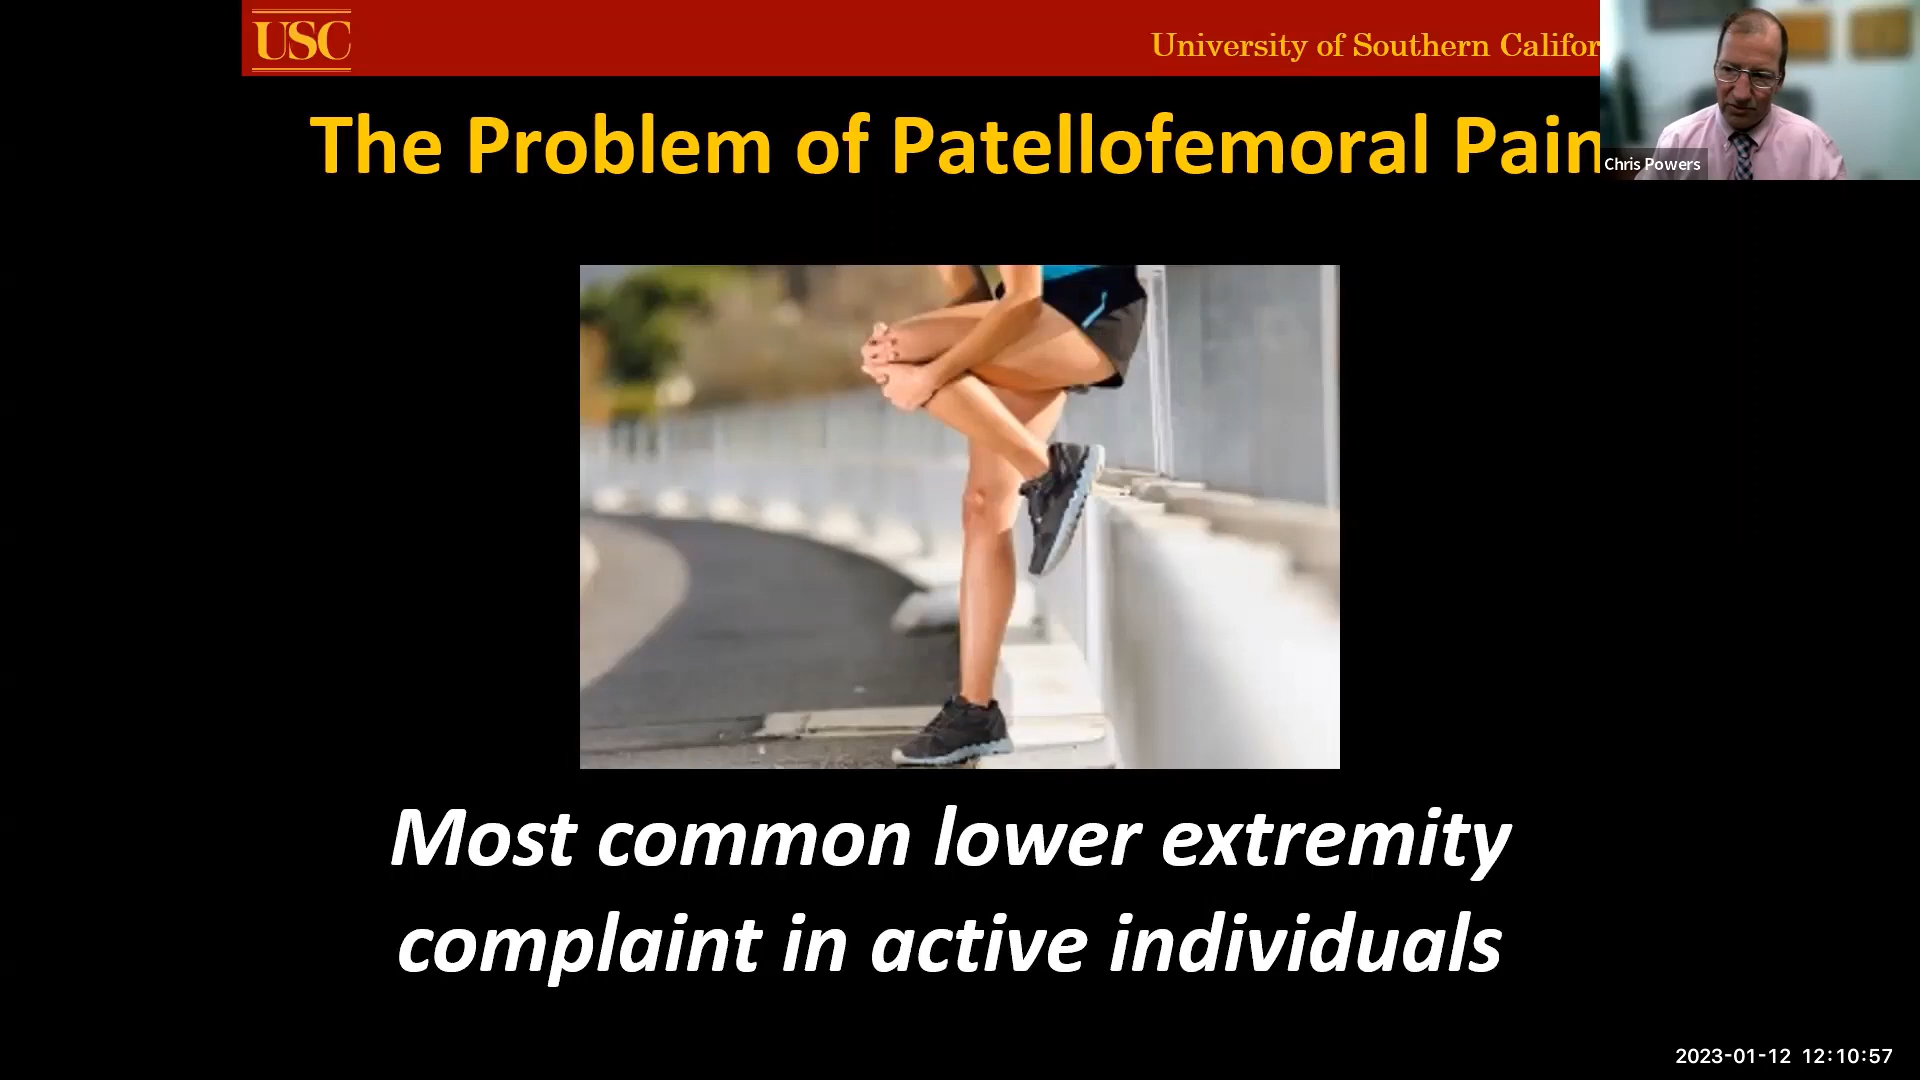 USC
University of Southern Califor
Chris Powers
The Problem of Patellofemoral Pain
Most common lower extremity
complaint in active individuals
2023-01-12 12:10:57